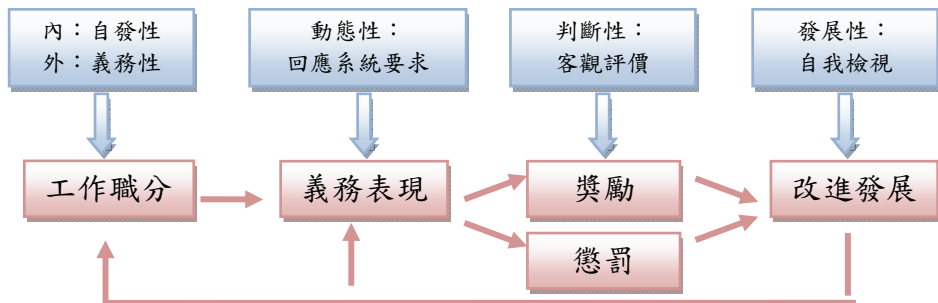 內：自發性
外：義務性
動態性：
回應系統要求
判斷性：
客觀評價
發展性：
自我檢視
工作職分
義務表現
獎勵
懲罰
改進發展